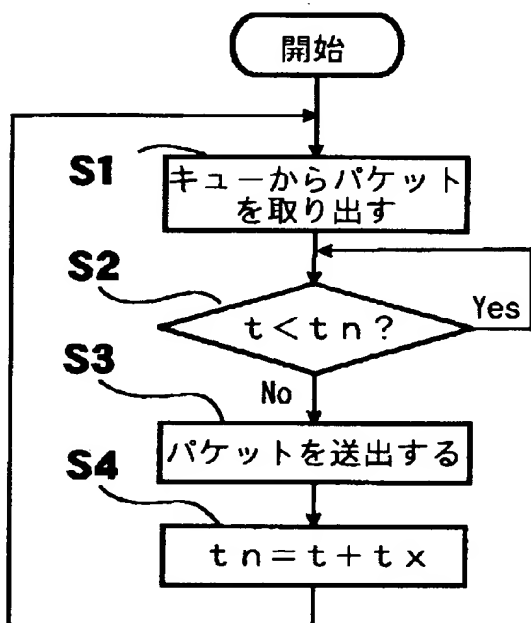 開始
S1
キューからパケット
を取り出す
S2
t<tn?
Yes
No
S3
パケットを送出する
S4
tn=t+tx